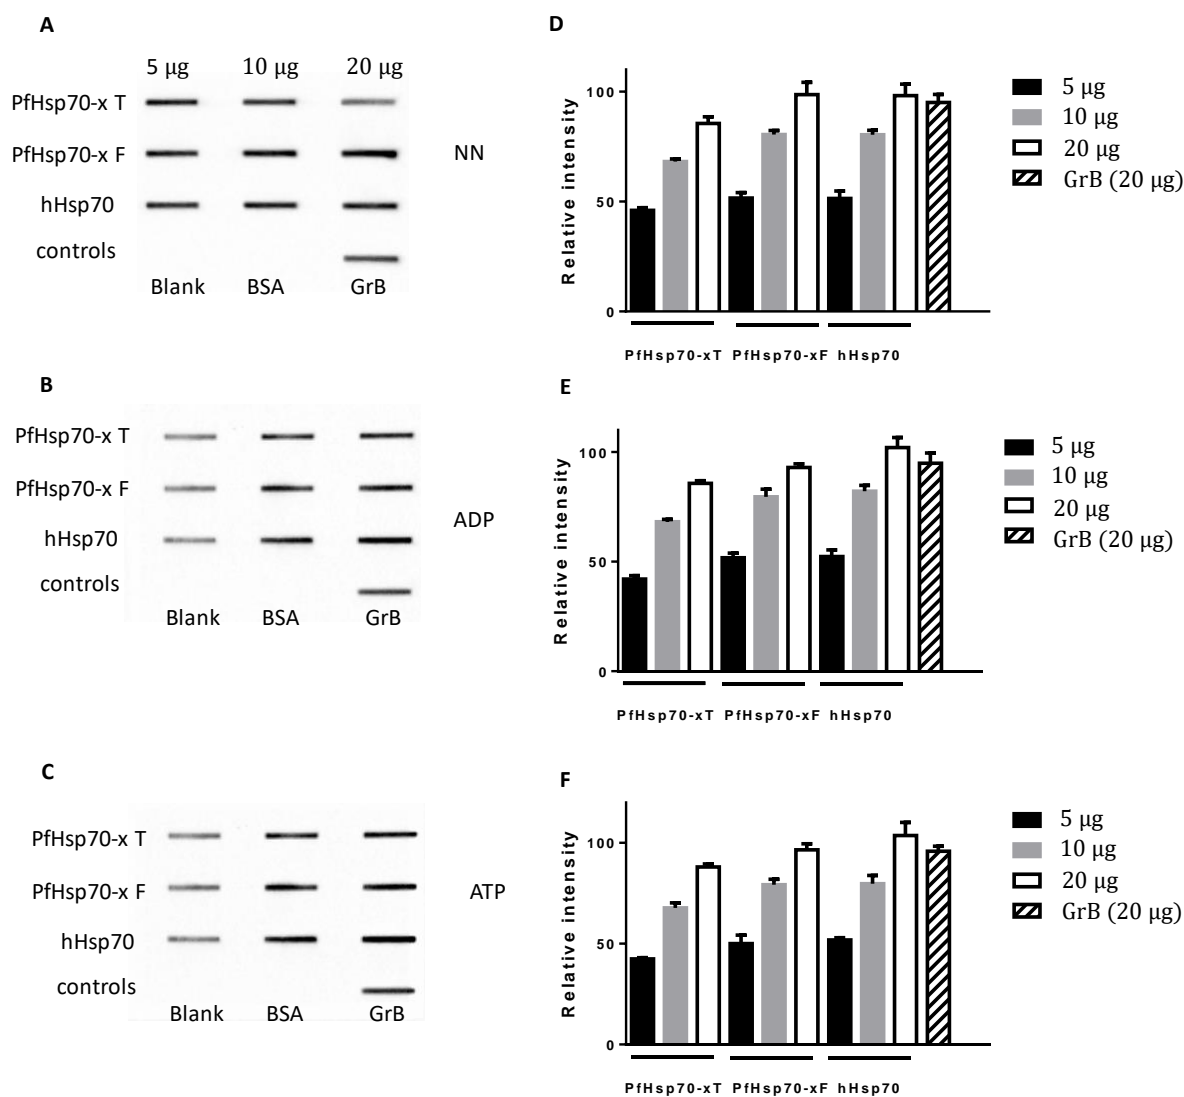 A
5 µg 10 µg 20 µg
PfHsp70-x T
PfHsp70-x F
hHsp70
controls
Blank BSA GrB
NN
D
Relative intensity
100
50
0
PfHsp70-xT PfHsp70-xF hHsp70
5 µg
10 µg
20 µg
GrB (20 µg)
B
PfHsp70-x T
PfHsp70-x F
hHsp70
controls
Blank BSA GrB
ADP
E
Relative intensity
100
50
0
PfHsp70-xT PfHsp70-xF hHsp70
5 µg
10 µg
20 µg
GrB (20 µg)
C
PfHsp70-x T
PfHsp70-x F
hHsp70
controls
Blank BSA GrB
ATP
F
Relative intensity
100
50
0
PfHsp70-xT PfHsp70-xF hHsp70
5 µg
10 µg
20 µg
GrB (20 µg)